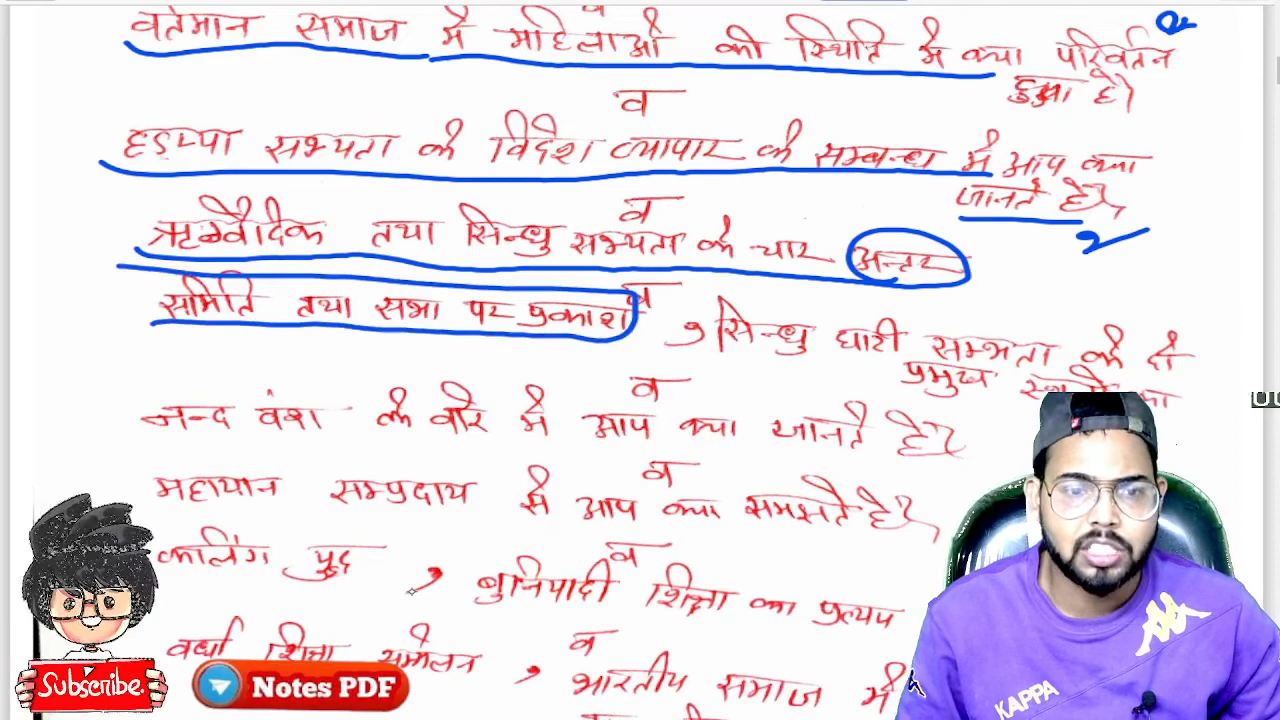 वर्तमान समाज में महिलाओं की स्थिति में क्या परिवर्तन
हुआ है।
व
हड़प्पा सभ्यता के विदेश व्यापार के सम्बन्ध में आप क्या
जानते है।
व
ऋग्वैदिक तथा सिन्धु सभ्यता के चार अन्तर
व
समिति तथा सभा पर प्रकाश
, सिन्धु घाटी सभ्यता के दो
प्रमुख
व
नन्द वंश के बारे में आप क्या जानते है।
व
महायान सम्प्रदाय से आप क्या समझते है।
व
कलिंग युद्ध , बुनियादी शिक्षा का प्रत्यय
व
वर्धा शिक्षा सम्मेलन , भारतीय समाज में
Subscribe.
Notes PDF
KAPPA